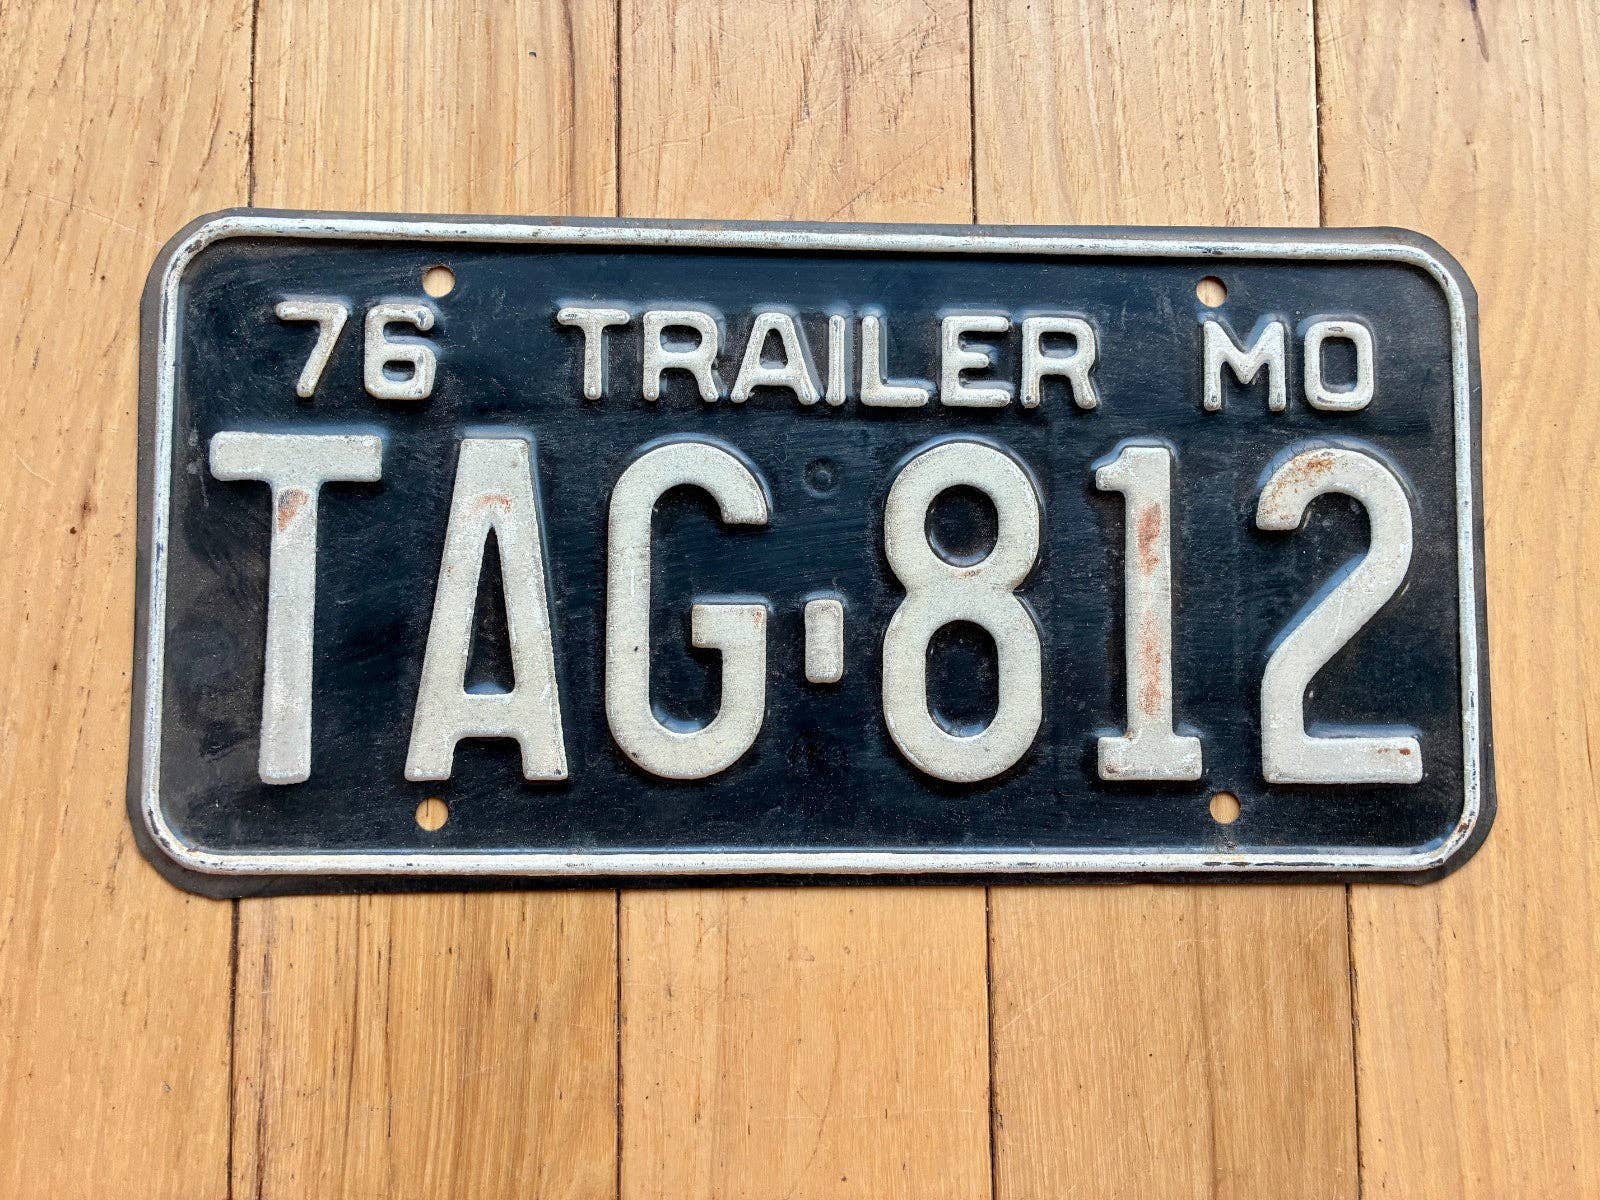 76 TRAILER MO
TAG-812